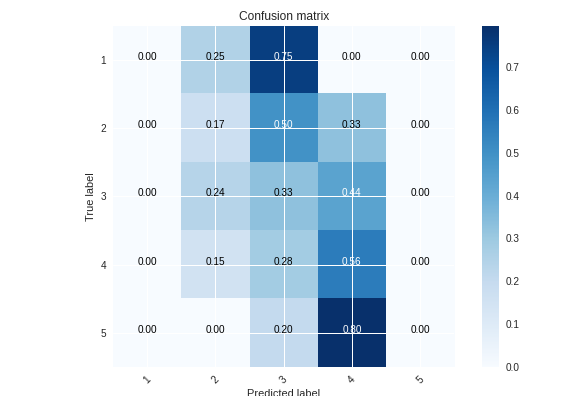 Confusion matrix
True label
1 0.00 0.25 0.75 0.00 0.00
2 0.00 0.17 0.50 0.33 0.00
3 0.00 0.24 0.33 0.44 0.00
4 0.00 0.15 0.28 0.56 0.00
5 0.00 0.00 0.20 0.80 0.00
1 2 3 4 5
Predicted label
0.7
0.6
0.5
0.4
0.3
0.2
0.1
0.0